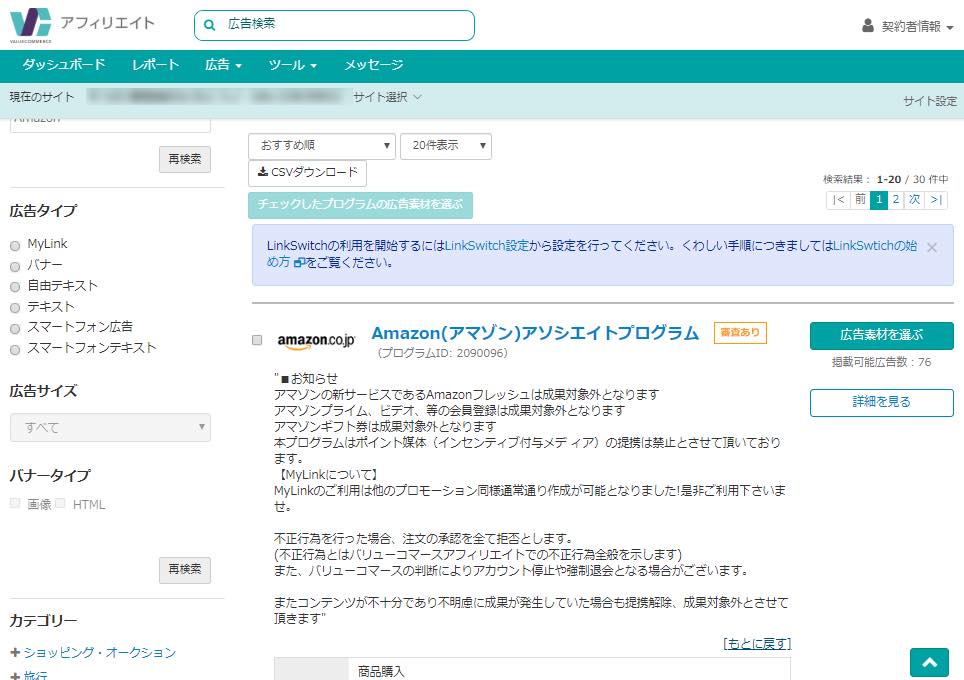 VALUECOMMERCE
アフィリエイト
広告検索
契約者情報
ダッシュボード レポート 広告 ツール メッセージ
現在のサイト
サイト選択
サイト設定
Amazon
再検索
広告タイプ
MyLink
バナー
自由テキスト
テキスト
スマートフォン広告
スマートフォンテキスト
広告サイズ
すべて
バナータイプ
画像 HTML
再検索
カテゴリー
ショッピング・オークション
旅行
おすすめ順
20件表示
CSVダウンロード
チェックしたプログラムの広告素材を選ぶ
検索結果： 1-20 / 30 件中
|< 前 1 2 次 >|
LinkSwitchの利用を開始するにはLinkSwitch設定から設定を行ってください。くわしい手順につきましてはLinkSwtichの始
め方 をご覧ください。
amazon.co.jp
Amazon(アマゾン)アソシエイトプログラム
審査あり
（プログラムID: 2090096）
広告素材を選ぶ
掲載可能広告数：76
詳細を見る
"■お知らせ
アマゾンの新サービスであるAmazonフレッシュは成果対象外となります
アマゾンプライム、ビデオ、等の会員登録は成果対象外となります
アマゾンギフト券は成果対象外となります
本プログラムはポイント媒体（インセンティブ付与メディア）の提携は禁止とさせて頂いており
ます。
【MyLinkについて】
MyLinkのご利用は他のプロモーション同様通常通り作成が可能となりました!是非ご利用下さいま
せ。
不正行為を行った場合、注文の承認を全て拒否とします。
(不正行為とはバリューコマースアフィリエイトでの不正行為全般を示します)
また、バリューコマースの判断によりアカウント停止や強制退会となる場合がございます。
またコンテンツが不十分であり不明慮に成果が発生していた場合も提携解除、成果対象外とさせて
頂きます"
[もとに戻す]
商品購入